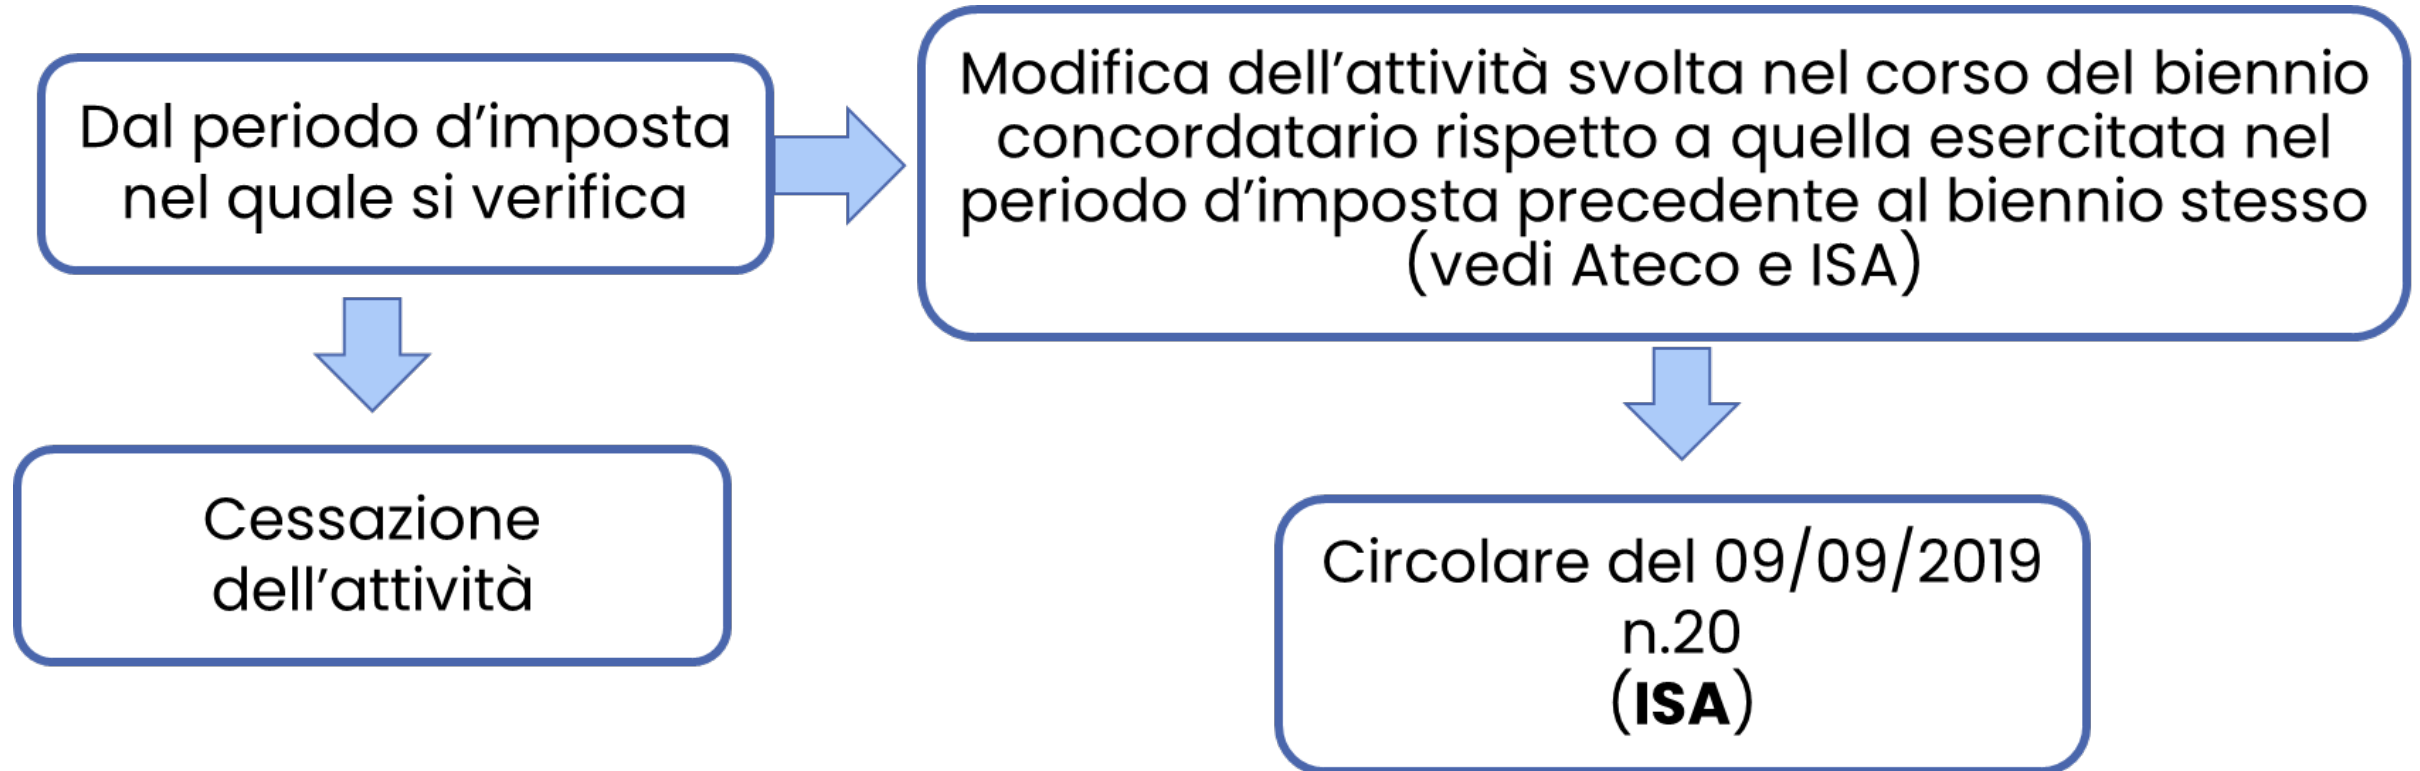 Dal periodo d’imposta
nel quale si verifica
Modifica dell’attività svolta nel corso del biennio
concordatario rispetto a quella esercitata nel
periodo d’imposta precedente al biennio stesso
(vedi Ateco e ISA)
Cessazione
dell’attività
Circolare del 09/09/2019
n.20
(ISA)